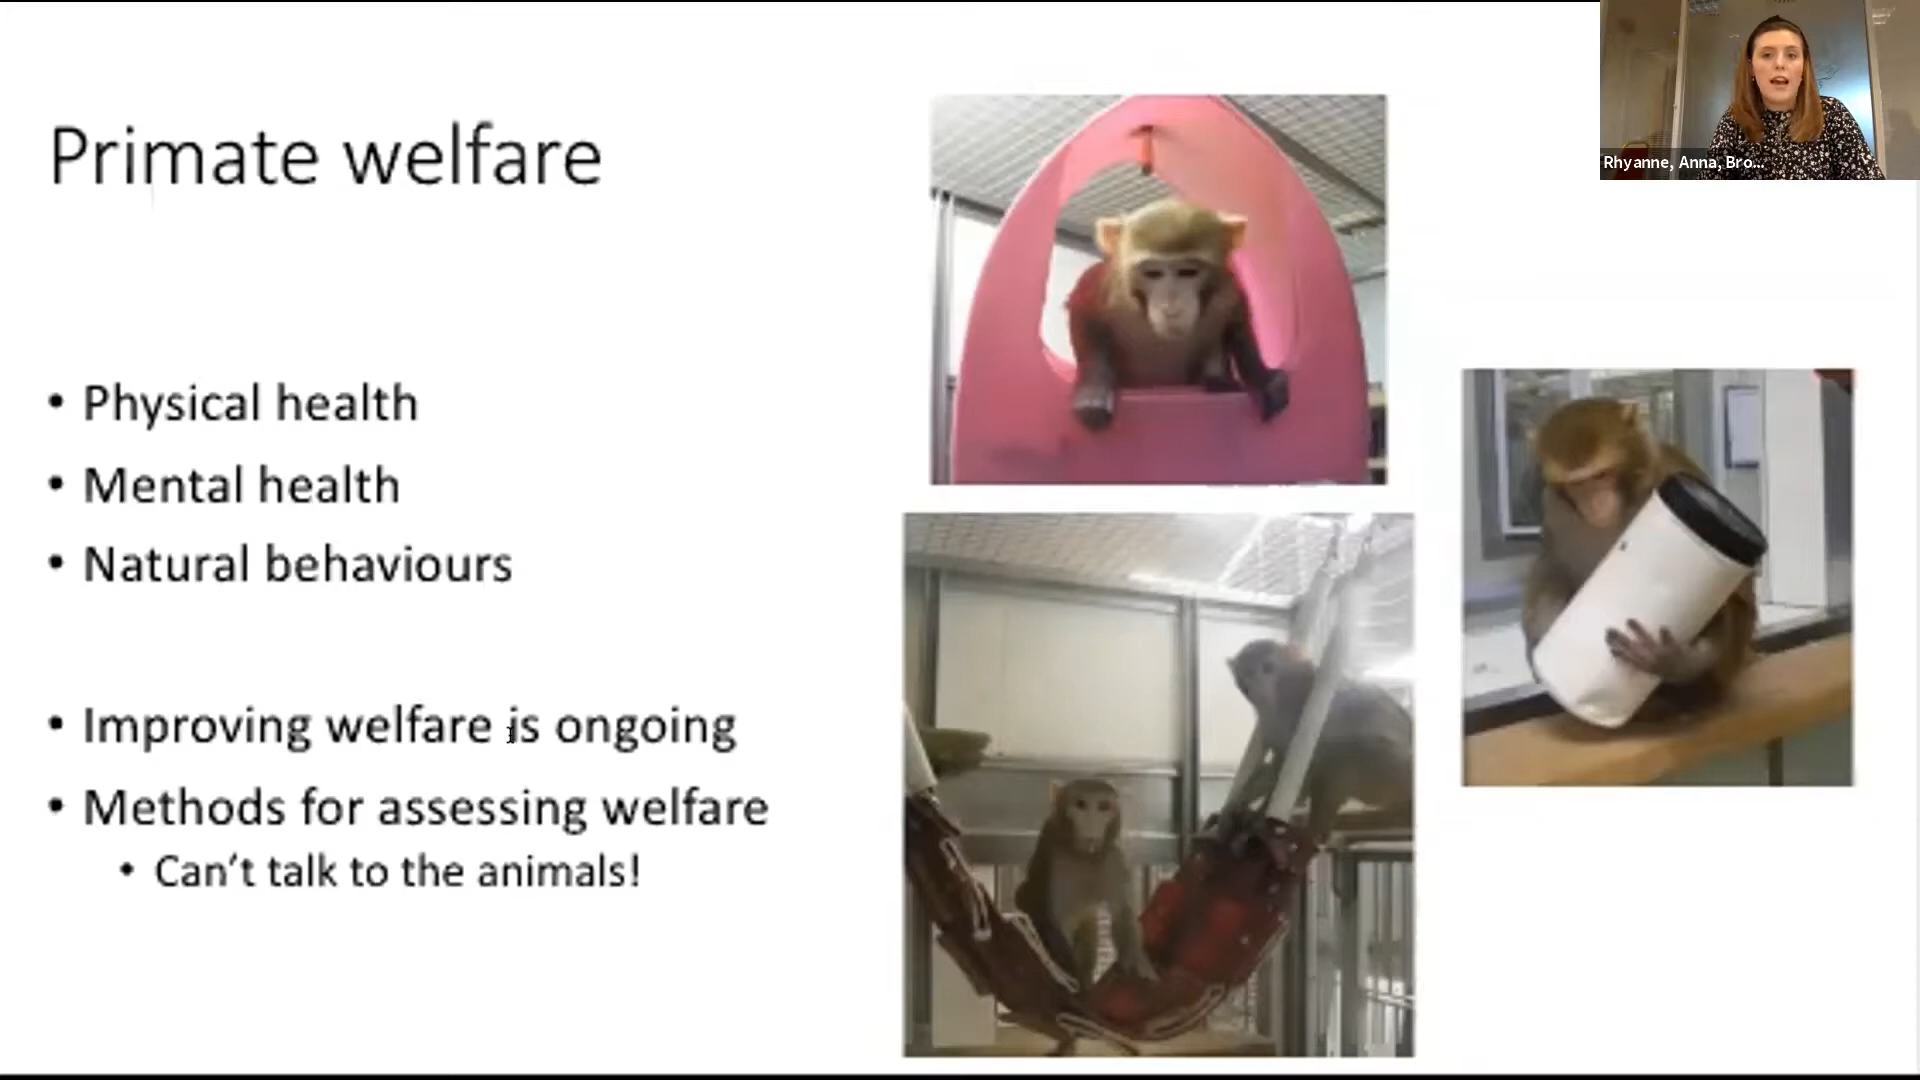 Primate welfare
• Physical health
• Mental health
• Natural behaviours
• Improving welfare is ongoing
• Methods for assessing welfare
• Can't talk to the animals!
Rhyanne, Anna, Bro...